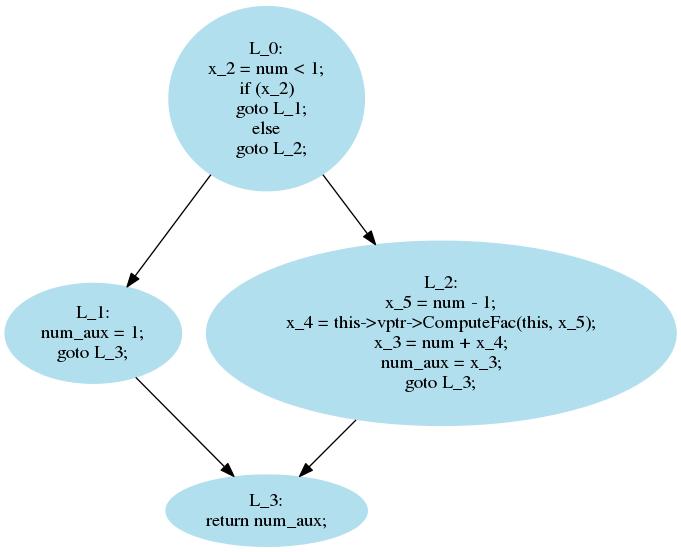 L_0:
x_2 = num < 1;
if (x_2)
goto L_1;
else
goto L_2;
L_1:
num_aux = 1;
goto L_3;
L_2:
x_5 = num - 1;
x_4 = this->vptr->ComputeFac(this, x_5);
x_3 = num + x_4;
num_aux = x_3;
goto L_3;
L_3:
return num_aux;